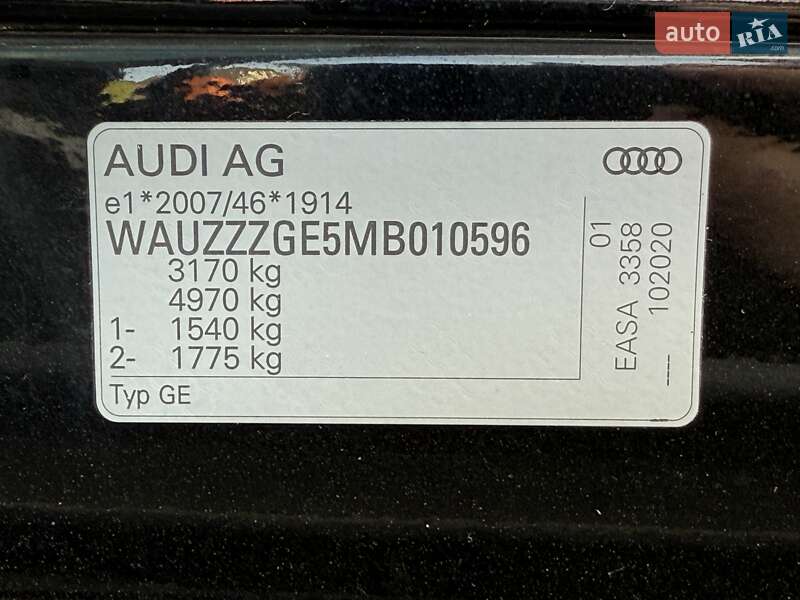 auto RIA
.com
AUDI AG
e1*2007/46*1914
WAUZZZGE5MB010596
3170 kg
4970 kg
1- 1540 kg
2- 1775 kg
Typ GE
01
EASA 3358
102020